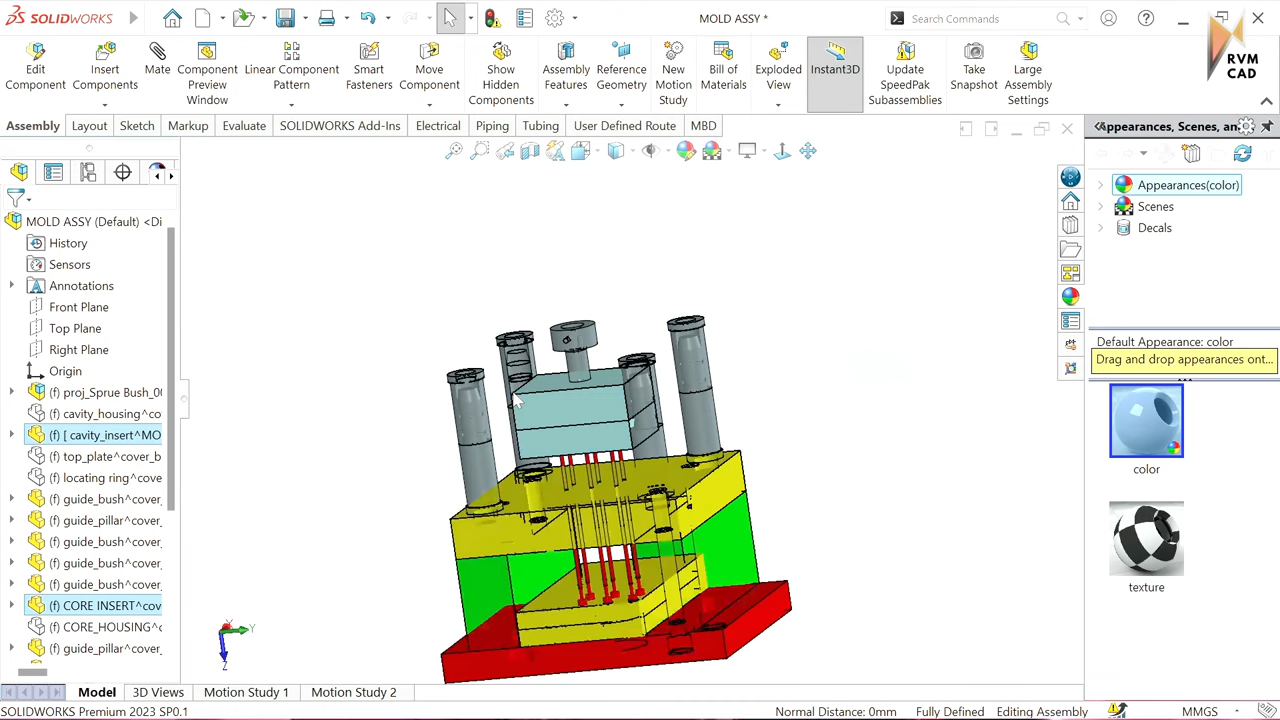 SOLIDWORKS
MOLD ASSY *
Search Commands
RVM
CAD
Edit
Component
Insert
Components
Mate
Component
Preview
Window
Linear Component
Pattern
Smart
Fasteners
Move
Component
Show
Hidden
Components
Assembly
Features
Reference
Geometry
New
Motion
Study
Bill of
Materials
Exploded
View
Instant3D
Update
SpeedPak
Subassemblies
Take
Snapshot
Large
Assembly
Settings
Assembly Layout Sketch Markup Evaluate SOLIDWORKS Add-Ins Electrical Piping Tubing User Defined Route MBD
Appearances, Scenes, an
MOLD ASSY (Default) <Di
History
Sensors
Annotations
Front Plane
Top Plane
Right Plane
Origin
(f) proj_Sprue Bush_00
(f) cavity_housing^co
(f) [ cavity_insert^MO
(f) top_plate^cover_b
(f) locating ring^cove
(f) guide_bush^cover_
(f) guide_pillar^cover_
(f) guide_bush^cover_
(f) guide_bush^cover_
(f) guide_bush^cover_
(f) CORE INSERT^cov
(f) CORE_HOUSING^c
(f) guide_pillar^cover_
Appearances(color)
Scenes
Decals
Default Appearance: color
Drag and drop appearances ont...
color
texture
X
Y
Z
Model 3D Views Motion Study 1 Motion Study 2
SOLIDWORKS Premium 2023 SP0.1
Normal Distance: 0mm Fully Defined Editing Assembly MMGS